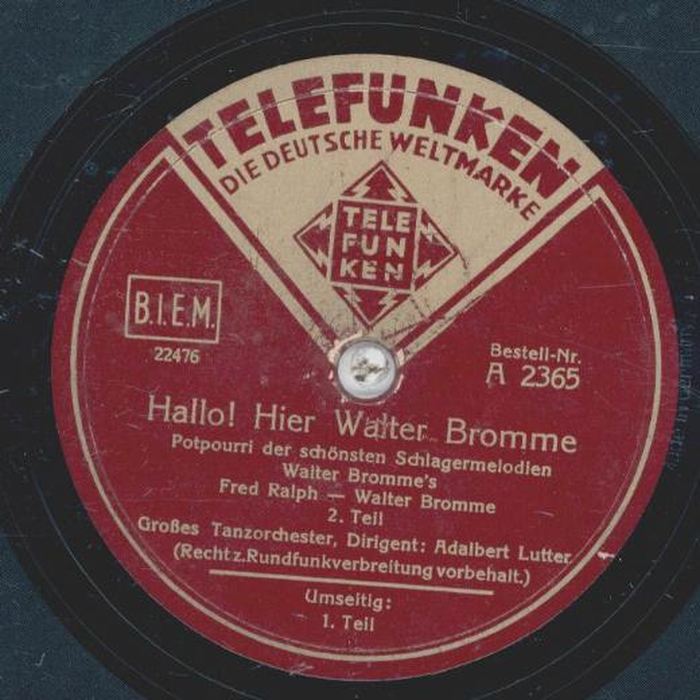 TELEFUNKEN
DIE DEUTSCHE WELTMARKE
TELE
FUN
KEN
B.I.E.M.
22476
Bestell-Nr.
A 2365
Hallo! Hier Walter Bromme
Potpourri der schönsten Schlagermelodien
Walter Bromme's
Fred Ralph — Walter Bromme
2. Teil
Großes Tanzorchester, Dirigent: Adalbert Lutter
(Recht z. Rundfunkverbreitung vorbehalt.)
Umseitig:
1. Teil